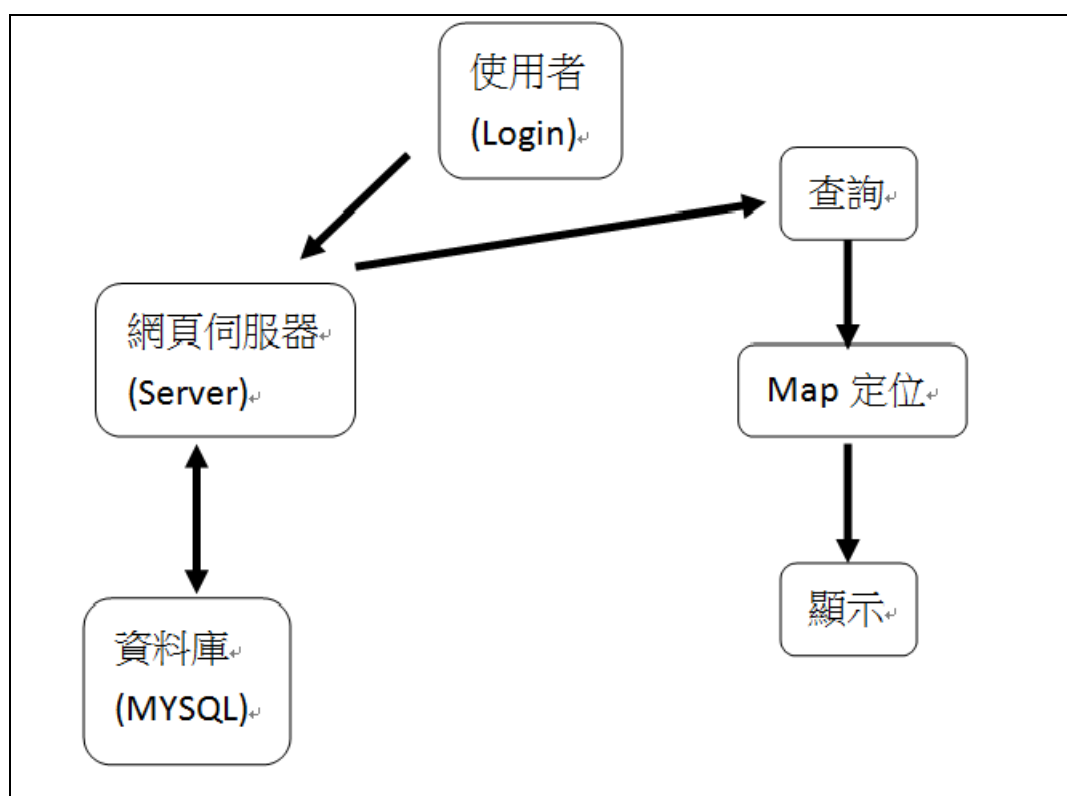 使用者
(Login)
查詢
網頁伺服器
(Server)
Map 定位
顯示
資料庫
(MYSQL)